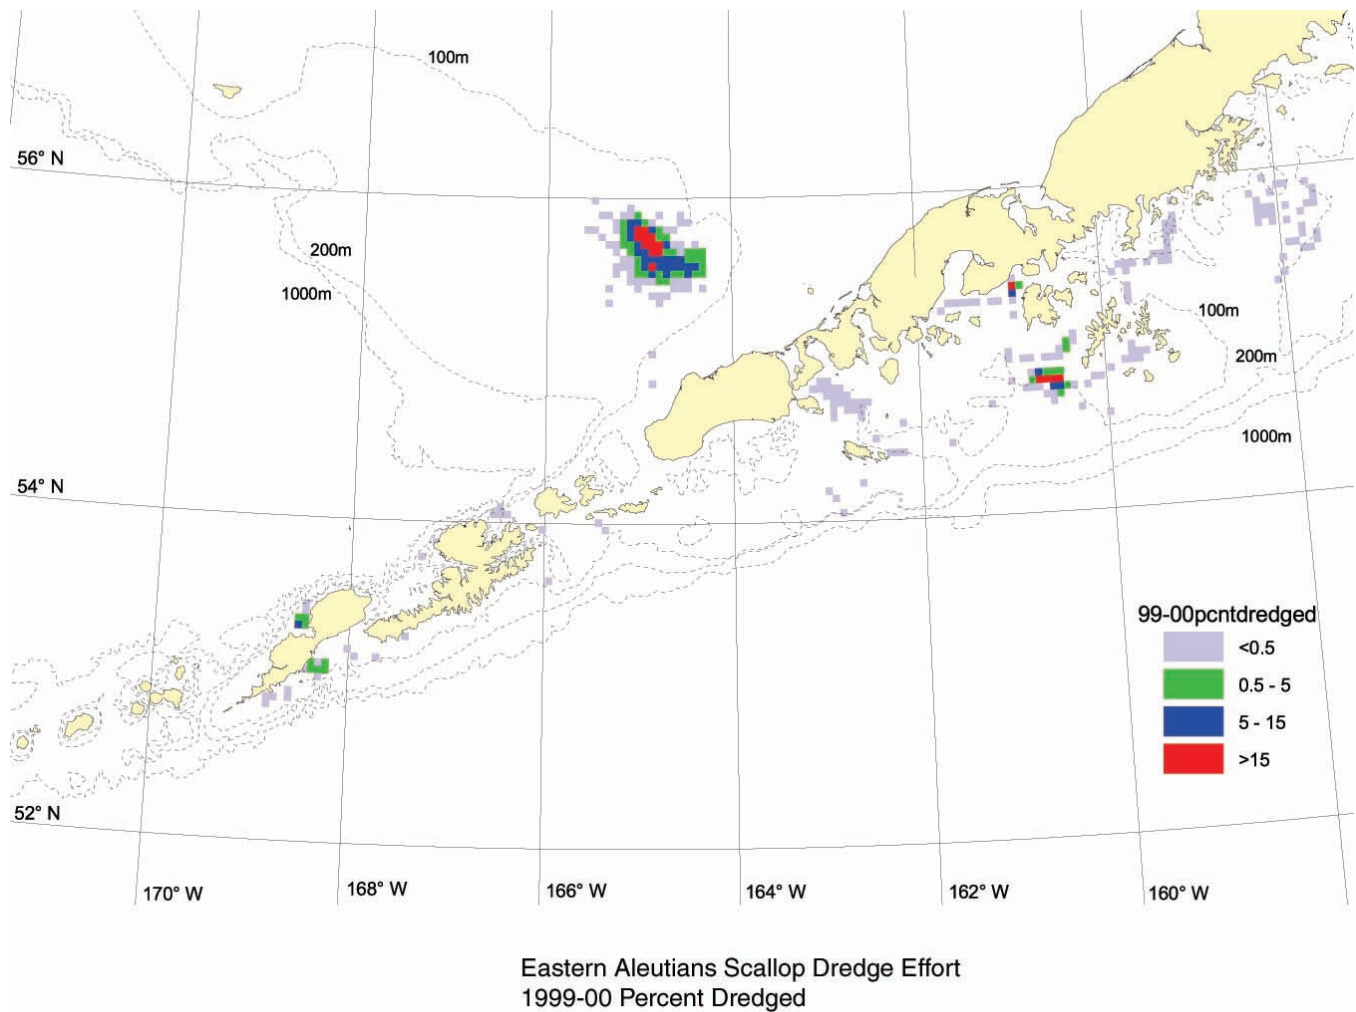 100m
56° N
200m
1000m
100m
200m
1000m
54° N
99-00pcntdredged
<0.5
0.5 - 5
5 - 15
>15
52° N
170° W
168° W
166° W
164° W
162° W
160° W
Eastern Aleutians Scallop Dredge Effort
1999-00 Percent Dredged